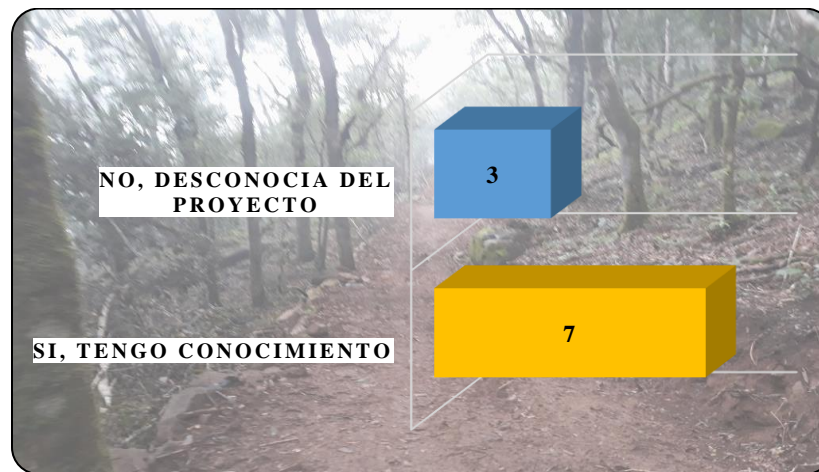 NO, DESCONOCIA DEL
PROYECTO
3
SI, TENGO CONOCIMIENTO
7